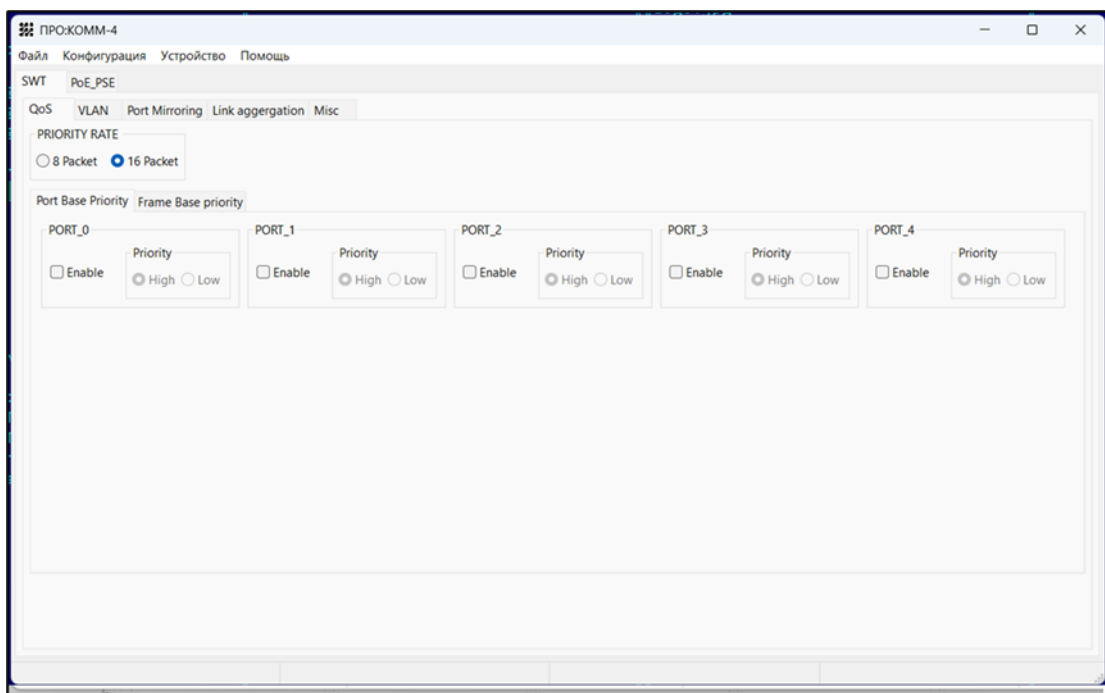 ПРО:КОММ-4
Файл Конфигурация Устройство Помощь
SWT PoE_PSE
QoS VLAN Port Mirroring Link aggergation Misc
PRIORITY RATE
8 Packet 16 Packet
Port Base Priority Frame Base priority
PORT_0 PORT_1 PORT_2 PORT_3 PORT_4
Priority Priority Priority Priority Priority
Enable High Low Enable High Low Enable High Low Enable High Low Enable High Low